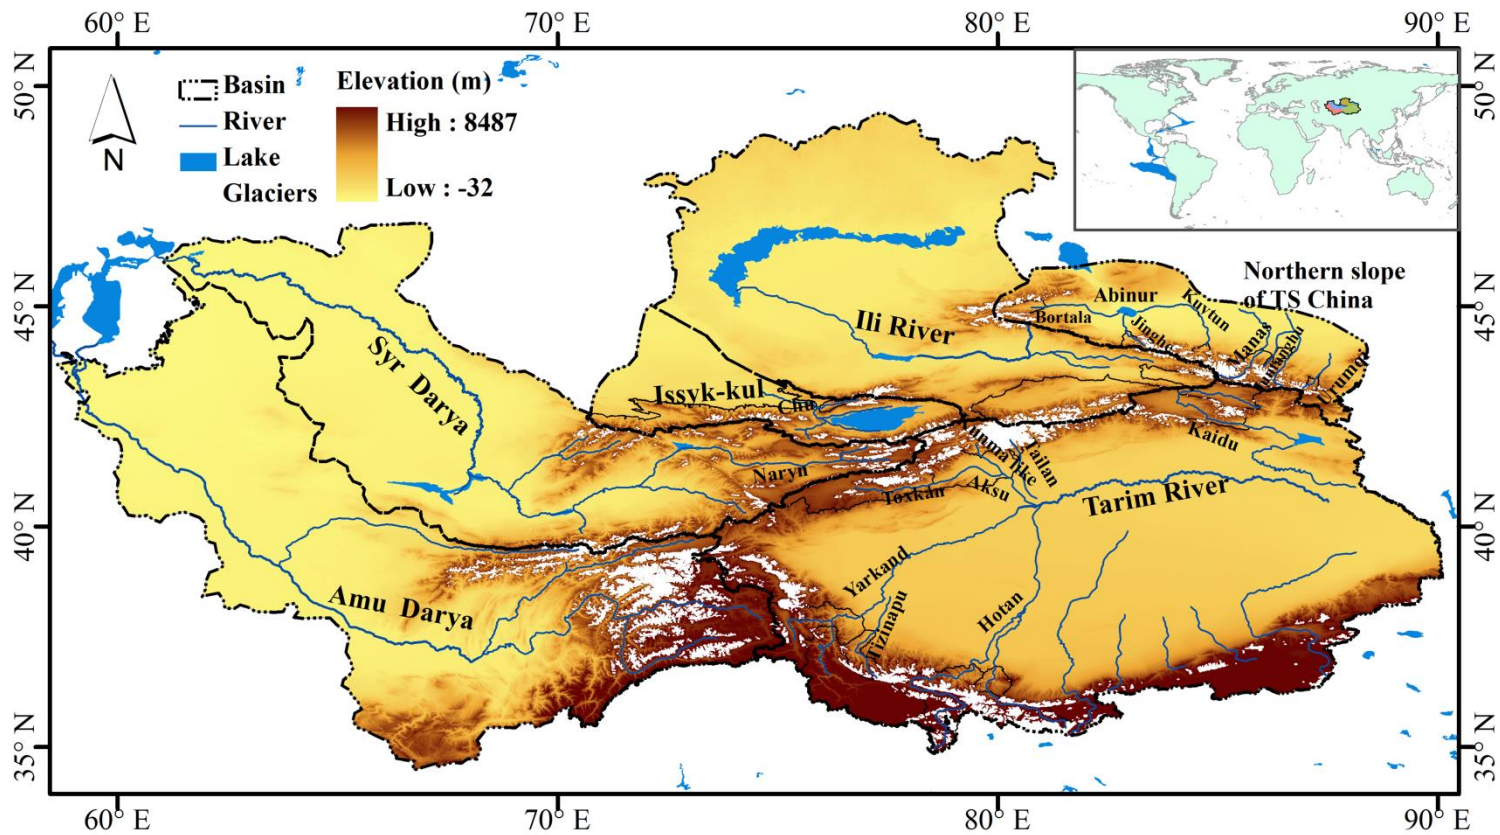 60° E
70° E
80° E
90° E
50° N
45° N
40° N
35° N
50° N
45° N
40° N
35° N
N
Basin
River
Lake
Glaciers
Elevation (m)
High : 8487
Low : -32
Northern slope
of TS China
Abinur
Kuytun
Bortala
Jinghe
Manas
Urumqi
Ili River
Syr Darya
Issyk-kul
Chu
Kaidu
Naryn
Tailan
Toxkan
Aksu
Tarim River
Yarkand
Amu Darya
Tizinapu
Hotan
60° E
70° E
80° E
90° E